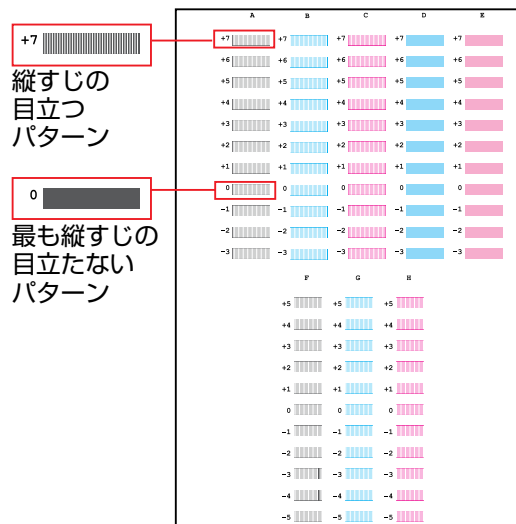 +7
縦すじの
目立つ
パターン
0
最も縦すじの
目立たない
パターン
A B C D E
+7 +7 +7 +7 +7
+6 +6 +6 +6 +6
+5 +5 +5 +5 +5
+4 +4 +4 +4 +4
+3 +3 +3 +3 +3
+2 +2 +2 +2 +2
+1 +1 +1 +1 +1
0 0 0 0 0
-1 -1 -1 -1 -1
-2 -2 -2 -2 -2
-3 -3 -3 -3 -3
F G H
+5 +5 +5
+4 +4 +4
+3 +3 +3
+2 +2 +2
+1 +1 +1
0 0 0
-1 -1 -1
-2 -2 -2
-3 -3 -3
-4 -4 -4
-5 -5 -5